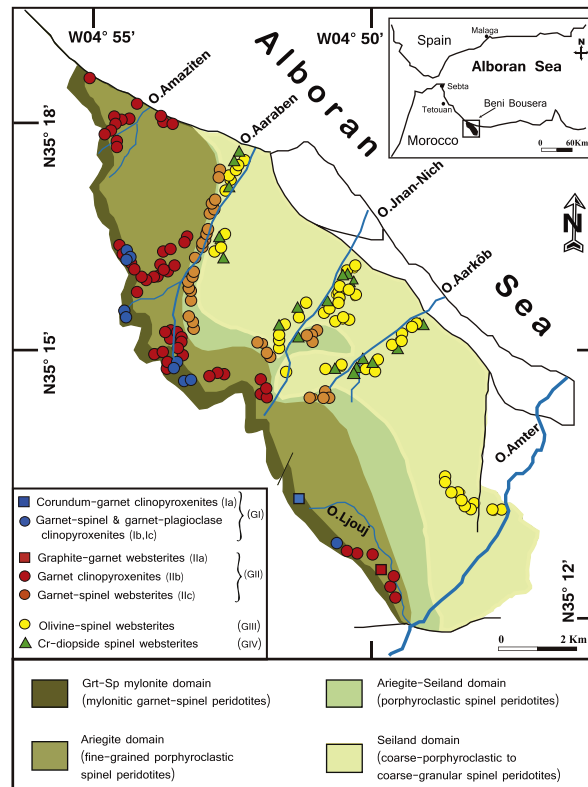 W04 55'
W04 50'
Spain
Malaga
N
Alboran Sea
Sebta
Tetouan
Beni Bousera
Morocco
0 60Km
O.Amaziten
Alboran
O.Aaraben
N35 18'
O.Jnan-Nich
N
O.Aarköb
Sea
N35 15'
O.Amter
O.Ljouj
N35 12'
Corundum-garnet clinopyroxenites (Ia)
Garnet-spinel & garnet-plagioclase
clinopyroxenites (Ib,Ic)
(GI)
Graphite-garnet websterites (IIa)
Garnet clinopyroxenites (IIb)
Garnet-spinel websterites (IIc)
(GII)
Olivine-spinel websterites (GIII)
Cr-diopside spinel websterites (GIV)
0 2 Km
Grt-Sp mylonite domain
(mylonitic garnet-spinel peridotites)
Ariegite-Seiland domain
(porphyroclastic spinel peridotites)
Ariegite domain
(fine-grained porphyroclastic
spinel peridotites)
Seiland domain
(coarse-porphyroclastic to
coarse-granular spinel peridotites)